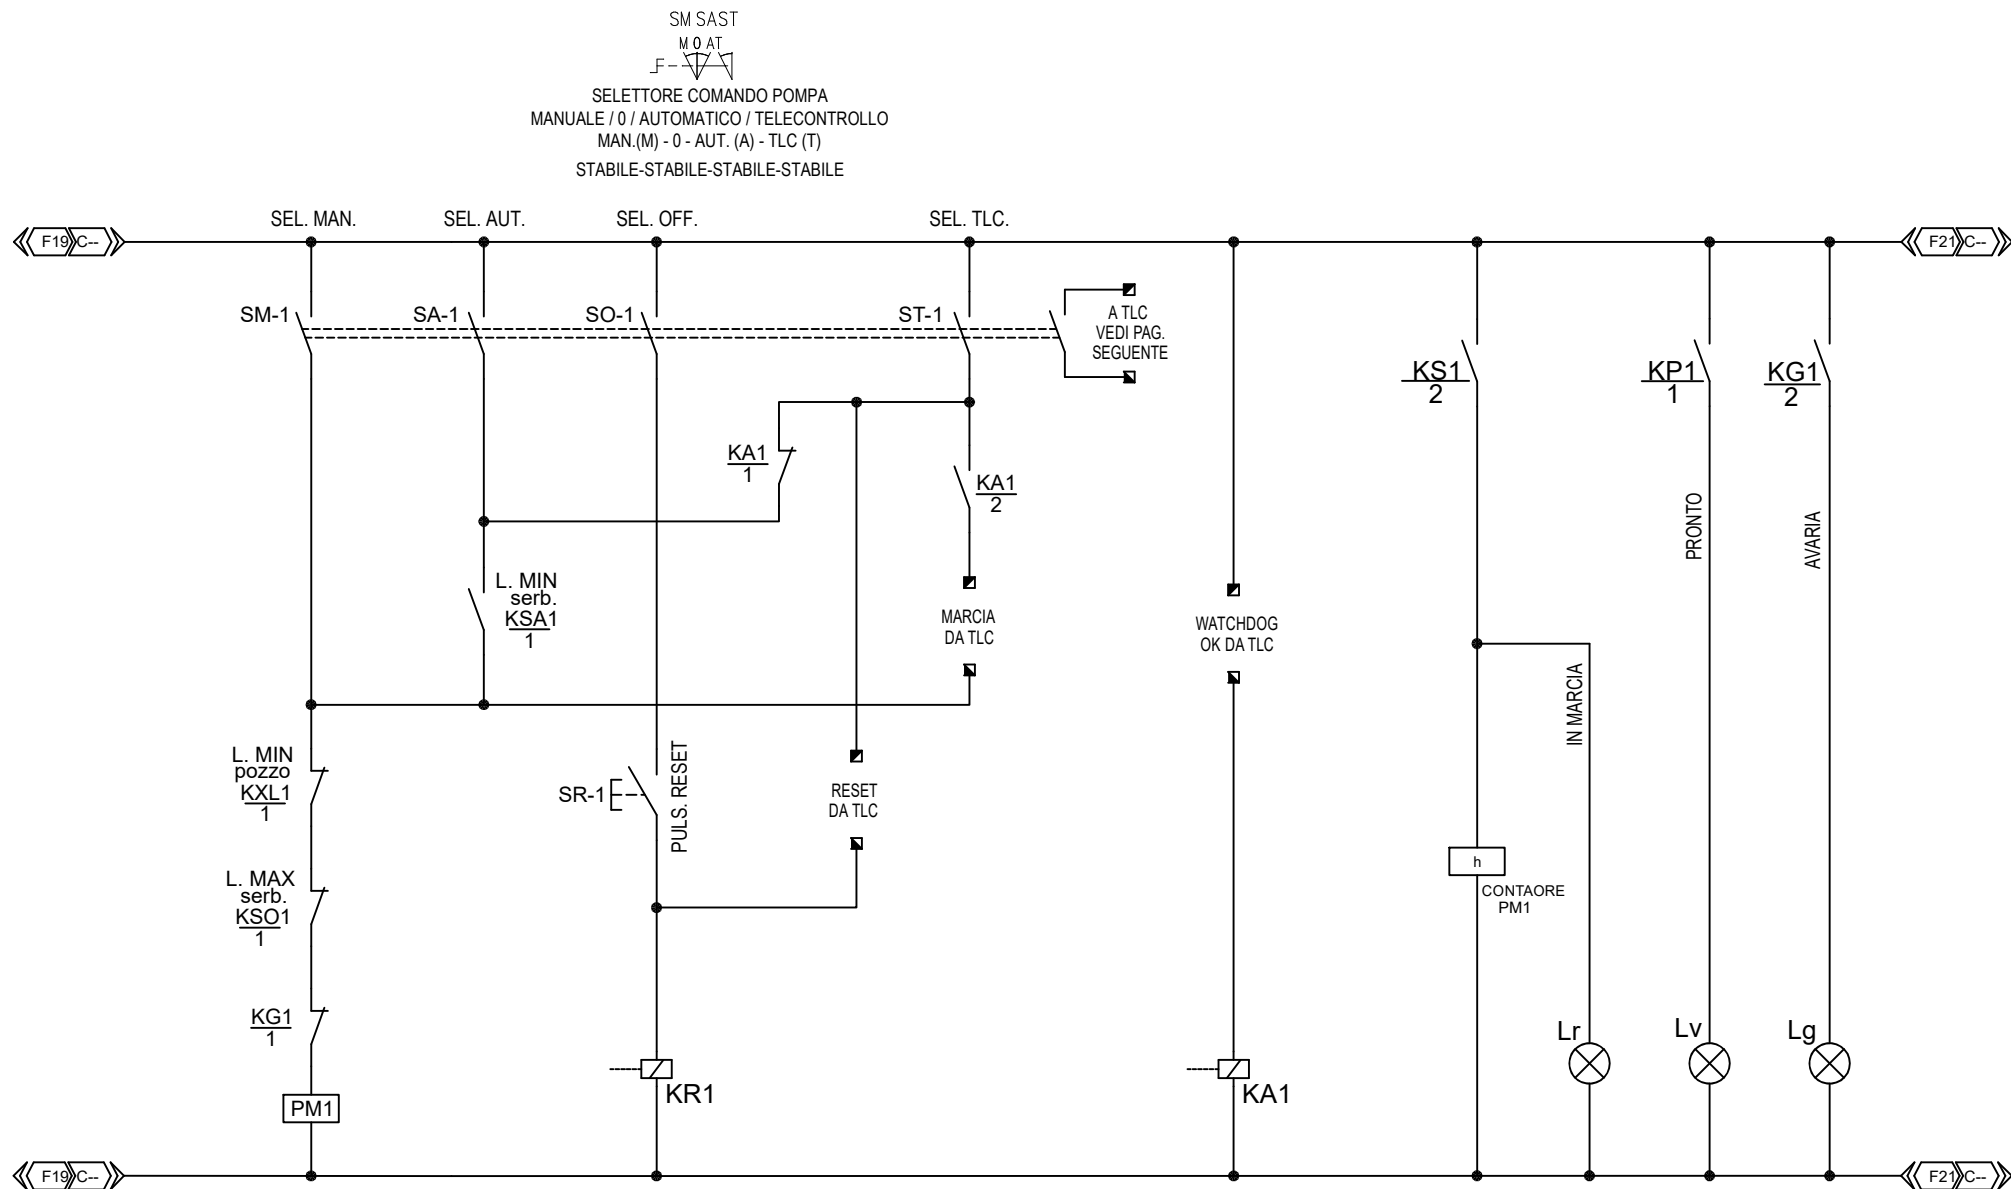 SM SAST
M 0 AT
SELETTORE COMANDO POMPA
MANUALE / 0 / AUTOMATICO / TELECONTROLLO
MAN.(M) - 0 - AUT. (A) - TLC (T)
STABILE-STABILE-STABILE-STABILE
SEL. MAN.
SEL. AUT.
SEL. OFF.
SEL. TLC.
F19 C--
F21 C--
SM-1
SA-1
SO-1
ST-1
A TLC
VEDI PAG.
SEGUENTE
KS1
2
KP1
1
KG1
2
KA1
1
KA1
2
PRONTO
AVARIA
L. MIN
serb.
KSA1
1
MARCIA
DA TLC
WATCHDOG
OK DA TLC
IN MARCIA
L. MIN
pozzo
KXL1
1
SR-1
PULS. RESET
RESET
DA TLC
h
CONTAORE
PM1
L. MAX
serb.
KSO1
1
KG1
1
PM1
KR1
KA1
Lr
Lv
Lg
F19 C--
F21 C--